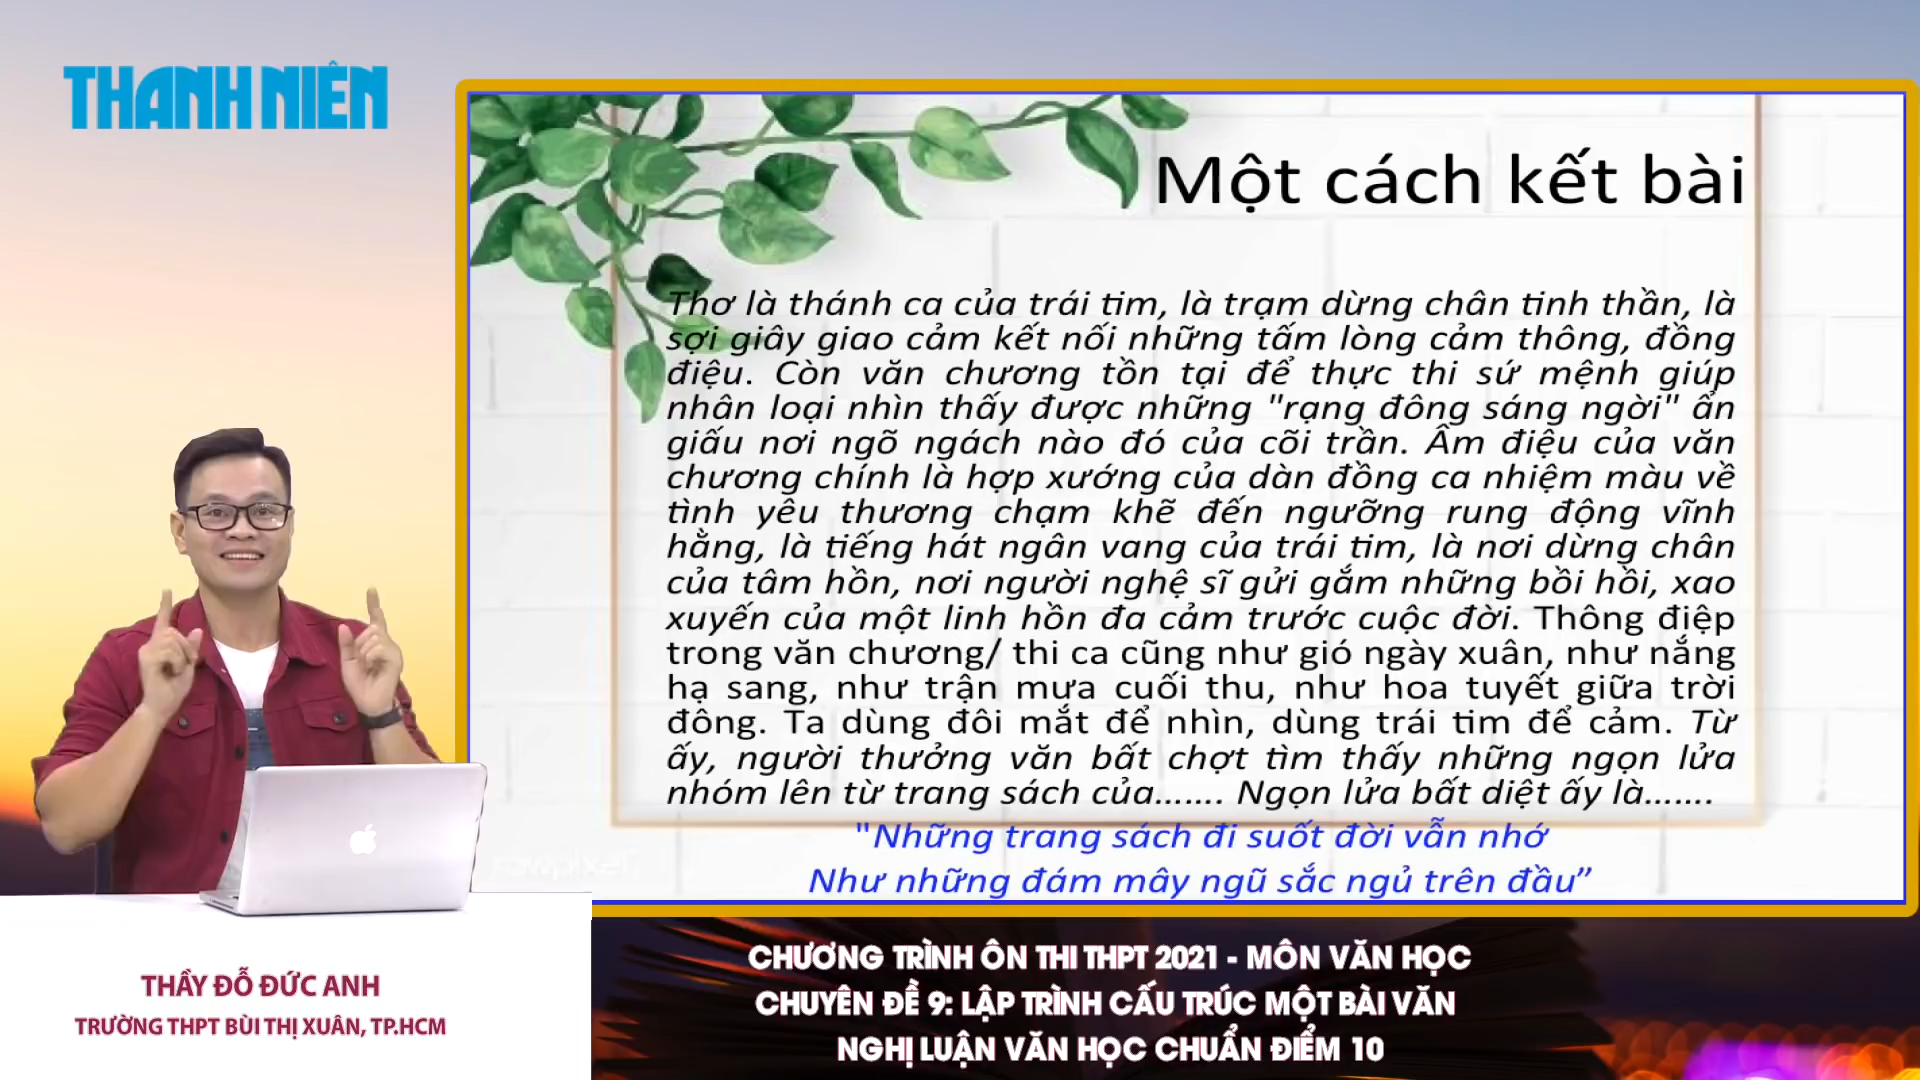 THANH NIÊN
Một cách kết bài
Thơ là thánh ca của trái tim, là trạm dừng chân tinh thần, là
sợi giây giao cảm kết nối những tấm lòng cảm thông, đồng
điệu. Còn văn chương tồn tại để thực thi sứ mệnh giúp
nhân loại nhìn thấy được những "rạng đông sáng ngời" ẩn
giấu nơi ngõ ngách nào đó của cõi trần. Âm điệu của văn
chương chính là hợp xướng của dàn đồng ca nhiệm màu về
tình yêu thương chạm khẽ đến ngưỡng rung động vĩnh
hằng, là tiếng hát ngân vang của trái tim, là nơi dừng chân
của tâm hồn, nơi người nghệ sĩ gửi gắm những bồi hồi, xao
xuyến của một linh hồn đa cảm trước cuộc đời. Thông điệp
trong văn chương/ thi ca cũng như gió ngày xuân, như nắng
hạ sang, như trận mưa cuối thu, như hoa tuyết giữa trời
đông. Ta dùng đôi mắt để nhìn, dùng trái tim để cảm. Từ
ấy, người thưởng văn bất chợt tìm thấy những ngọn lửa
nhóm lên từ trang sách của....... Ngọn lửa bất diệt ấy là.......
"Những trang sách đi suốt đời vẫn nhớ
Như những đám mây ngũ sắc ngủ trên đầu”
rawpixel
THẦY ĐỖ ĐỨC ANH
TRƯỜNG THPT BÙI THỊ XUÂN, TP.HCM
CHƯƠNG TRÌNH ÔN THI THPT 2021 - MÔN VĂN HỌC
CHUYÊN ĐỀ 9: LẬP TRÌNH CẤU TRÚC MỘT BÀI VĂN
NGHỊ LUẬN VĂN HỌC CHUẨN ĐIỂM 10